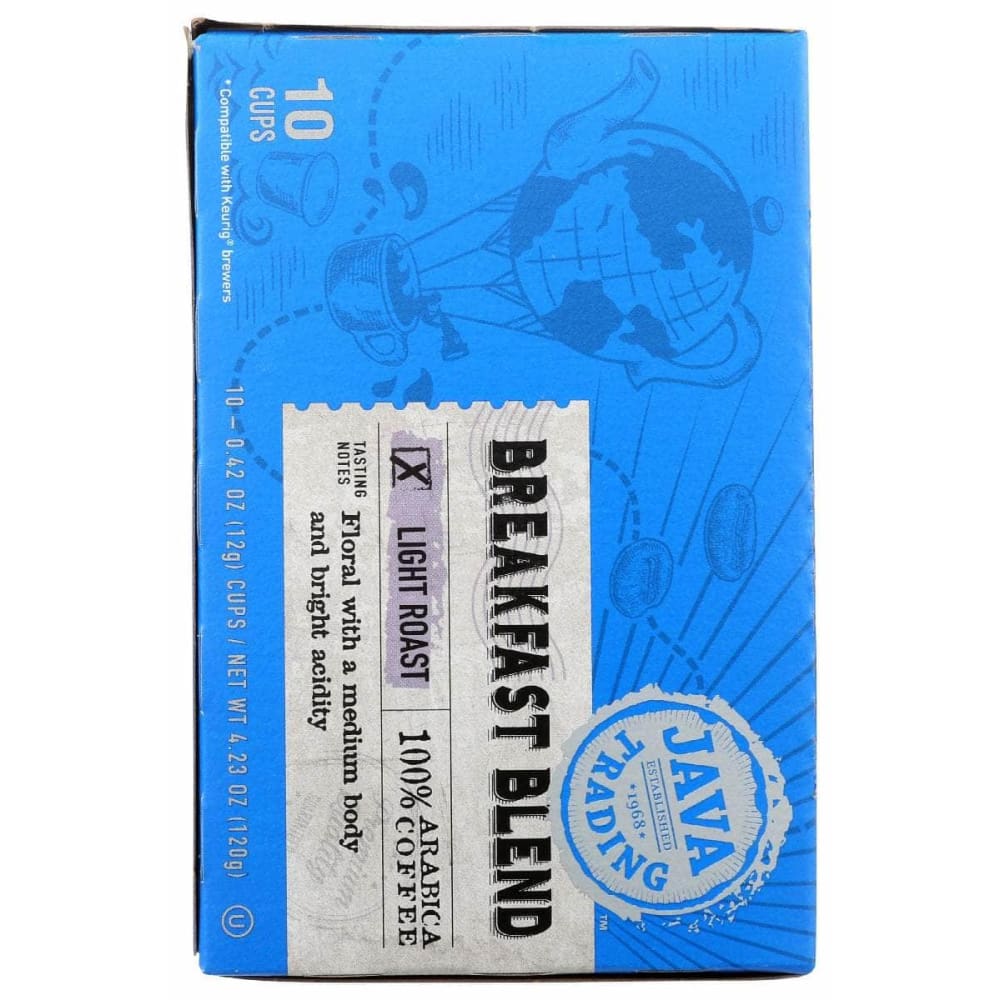 JAVA
ESTABLISHED
*1968*
TRADING
TM
BREAKFAST BLEND
X LIGHT ROAST
100% ARABICA
COFFEE
TASTING
NOTES
Floral with a medium body
and bright acidity
10
CUPS
*Compatible with Keurig® brewers
10 – 0.42 OZ (12g) CUPS / NET WT 4.23 OZ (120g)
U